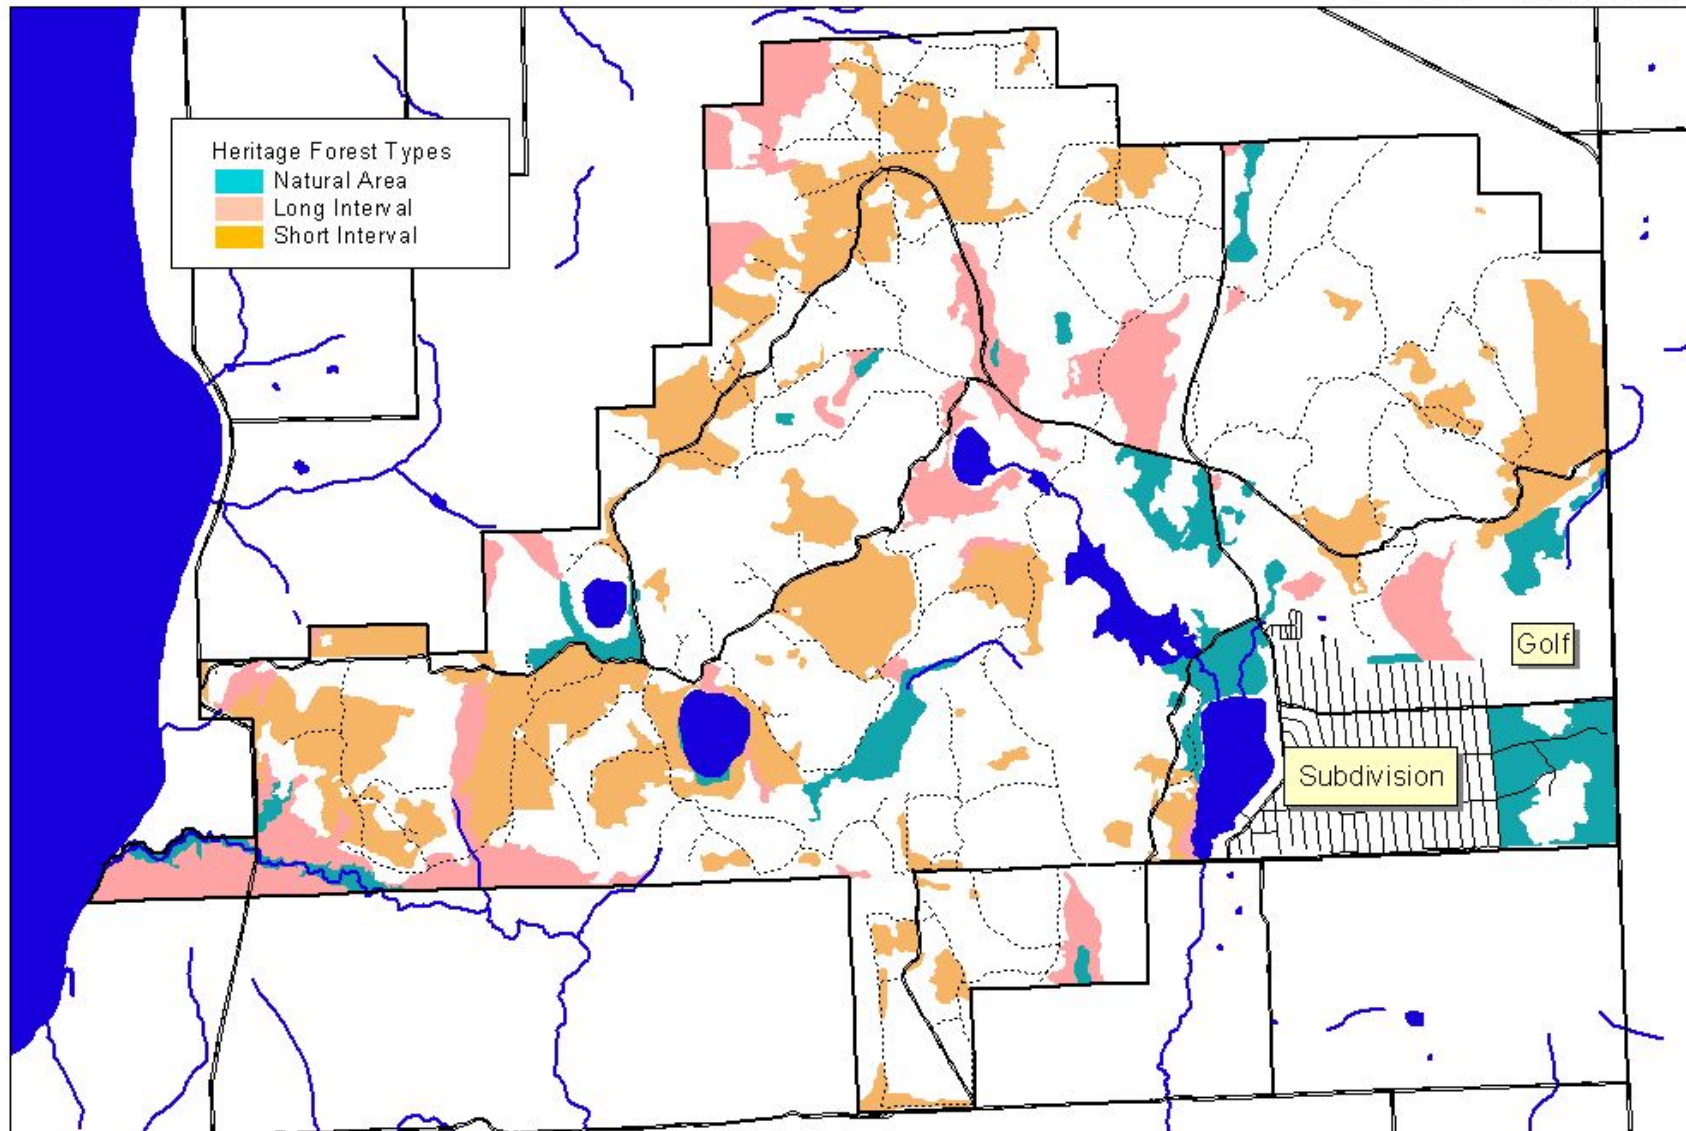 Heritage Forest Types
Natural Area
Long Interval
Short Interval
Golf
Subdivision